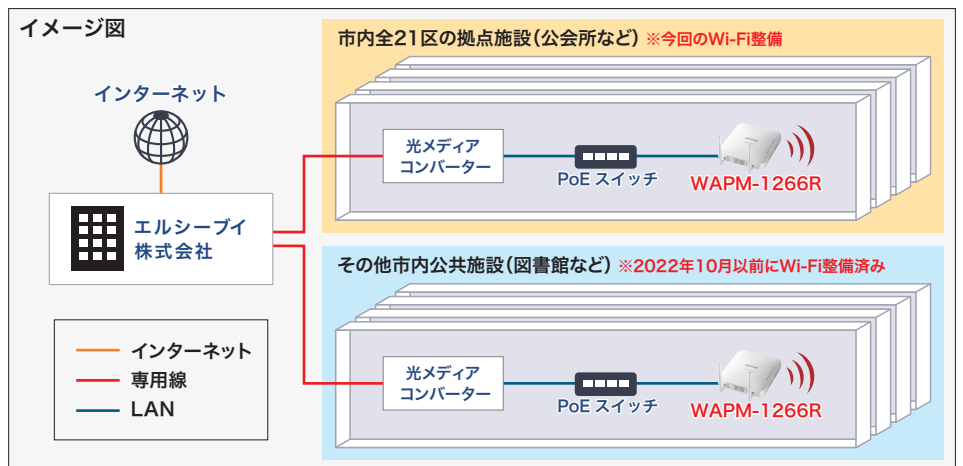 イメージ図
インターネット
エルシーブイ
株式会社
インターネット
専用線
LAN
市内全21区の拠点施設(公会所など) ※今回のWi-Fi整備
光メディア
コンバーター
PoE スイッチ
WAPM-1266R
その他市内公共施設(図書館など) ※2022年10月以前にWi-Fi整備済み
光メディア
コンバーター
PoE スイッチ
WAPM-1266R